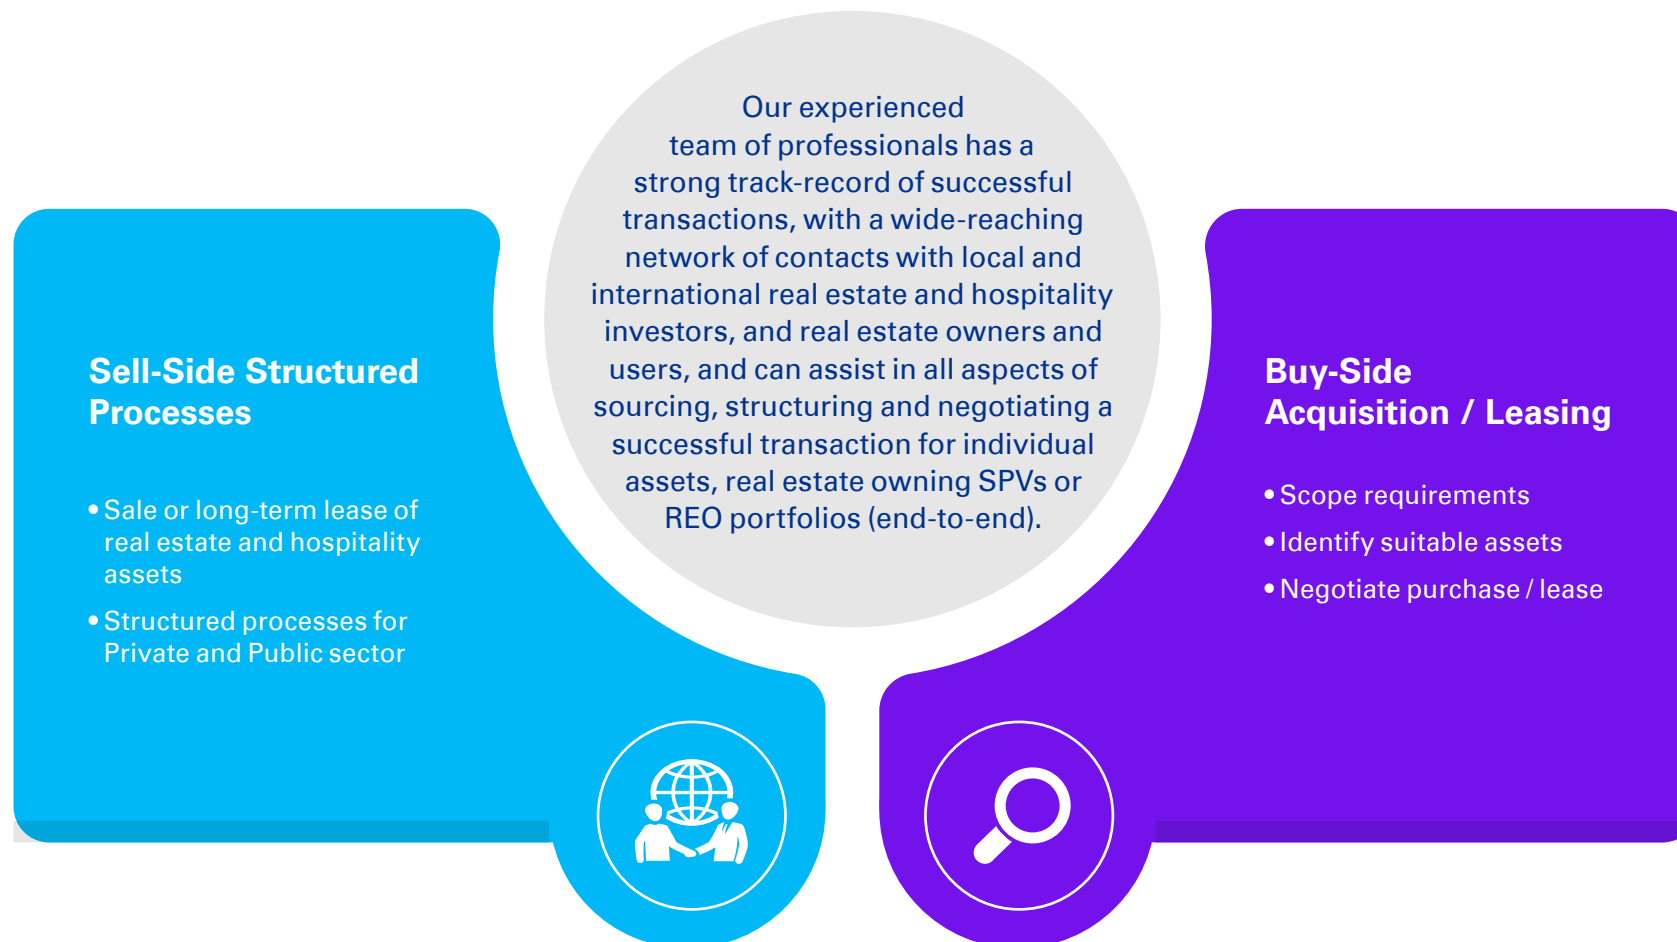 Our experienced
team of professionals has a
strong track-record of successful
transactions, with a wide-reaching
network of contacts with local and
international real estate and hospitality
investors, and real estate owners and
users, and can assist in all aspects of
sourcing, structuring and negotiating a
successful transaction for individual
assets, real estate owning SPVs or
REO portfolios (end-to-end).
Sell-Side Structured
Processes
• Sale or long-term lease of
real estate and hospitality
assets
• Structured processes for
Private and Public sector
Buy-Side
Acquisition / Leasing
• Scope requirements
• Identify suitable assets
• Negotiate purchase / lease